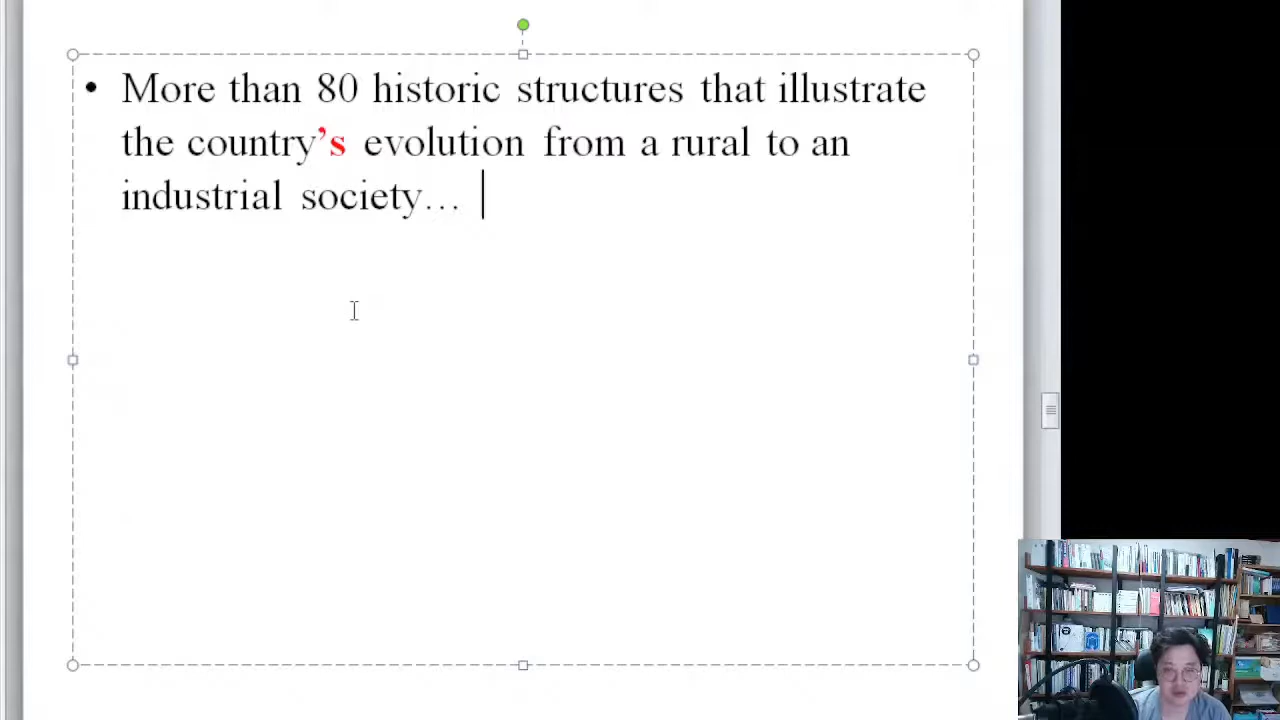 • More than 80 historic structures that illustrate
the country’s evolution from a rural to an
industrial society…